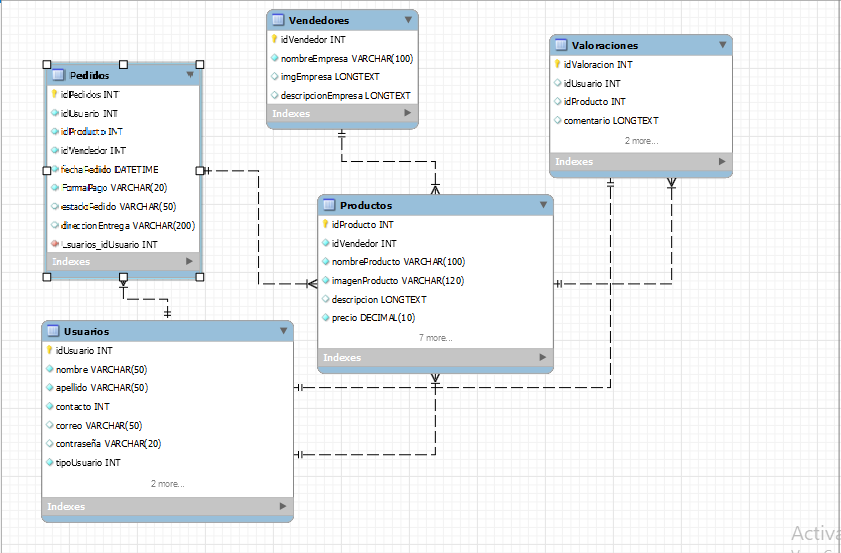 Vendedores
idVendedor INT
nombreEmpresa VARCHAR(100)
imgEmpresa LONGTEXT
descripcionEmpresa LONGTEXT
Indexes
Valoraciones
idValoracion INT
idUsuario INT
idProducto INT
comentario LONGTEXT
2 more...
Indexes
Pedidos
idPedidos INT
idUsuario INT
idProducto INT
idVendedor INT
fechaPedido DATETIME
FormaPago VARCHAR(20)
estadoPedido VARCHAR(50)
direccionEntrega VARCHAR(200)
Usuarios_idUsuario INT
Indexes
Productos
idProducto INT
idVendedor INT
nombreProducto VARCHAR(100)
imagenProducto VARCHAR(120)
descripcion LONGTEXT
precio DECIMAL(10)
7 more...
Indexes
Usuarios
idUsuario INT
nombre VARCHAR(50)
apellido VARCHAR(50)
contacto INT
correo VARCHAR(50)
contraseña VARCHAR(20)
tipoUsuario INT
2 more...
Indexes
Activa